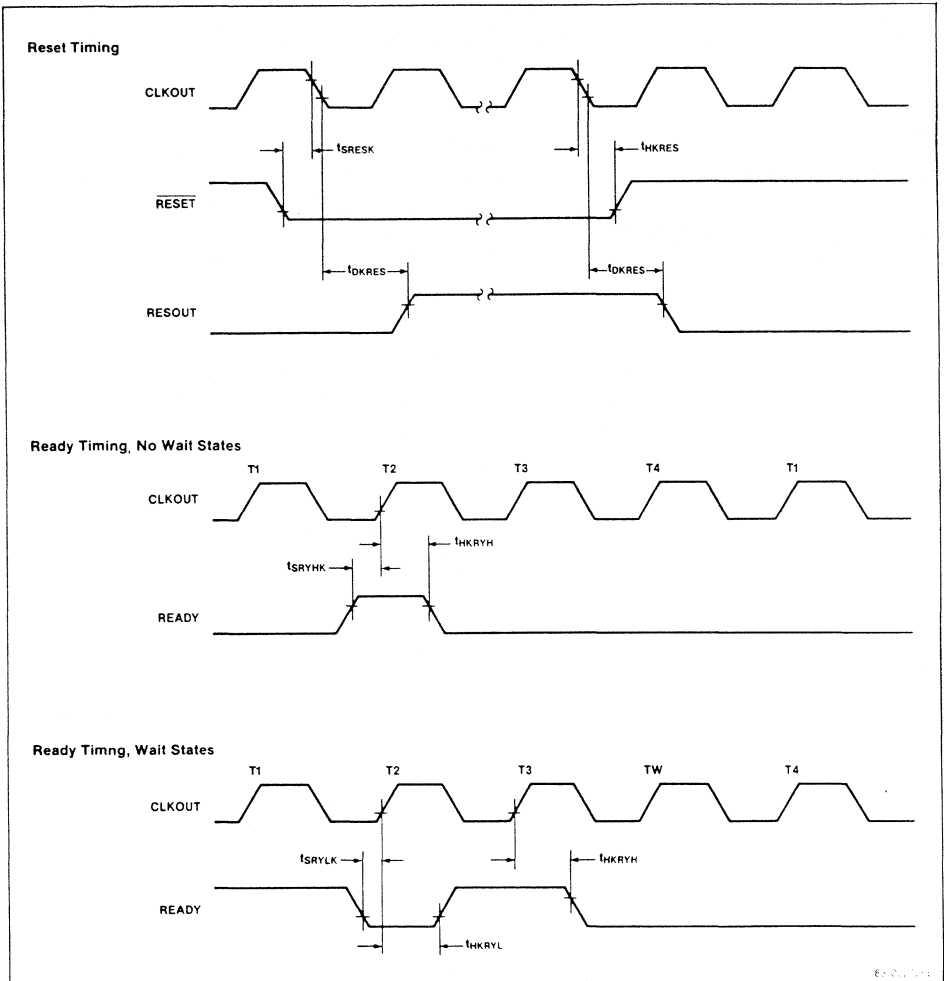 Reset Timing
CLKOUT
tSRESK
tHKRES
RESET
tDKRES
tDKRES
RESOUT
Ready Timing, No Wait States
T1 T2 T3 T4 T1
CLKOUT
tHKRYH
tSRYHK
READY
Ready Timng, Wait States
T1 T2 T3 TW T4
CLKOUT
tSRYLK
tHKRYH
READY
tHKRYL